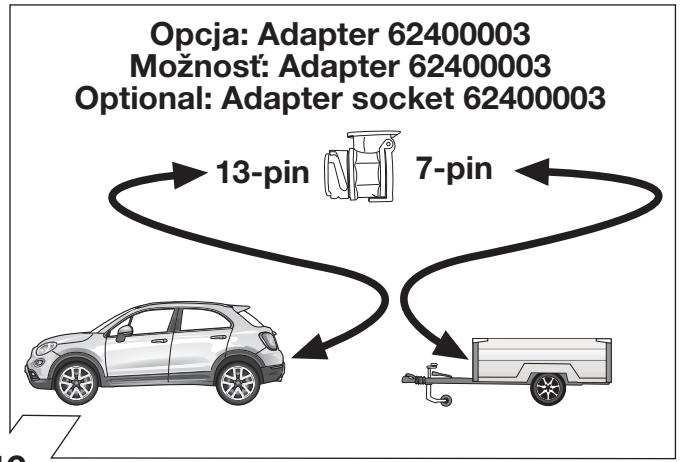 Opcja: Adapter 62400003
Možnosť: Adapter 62400003
Optional: Adapter socket 62400003
13-pin 7-pin